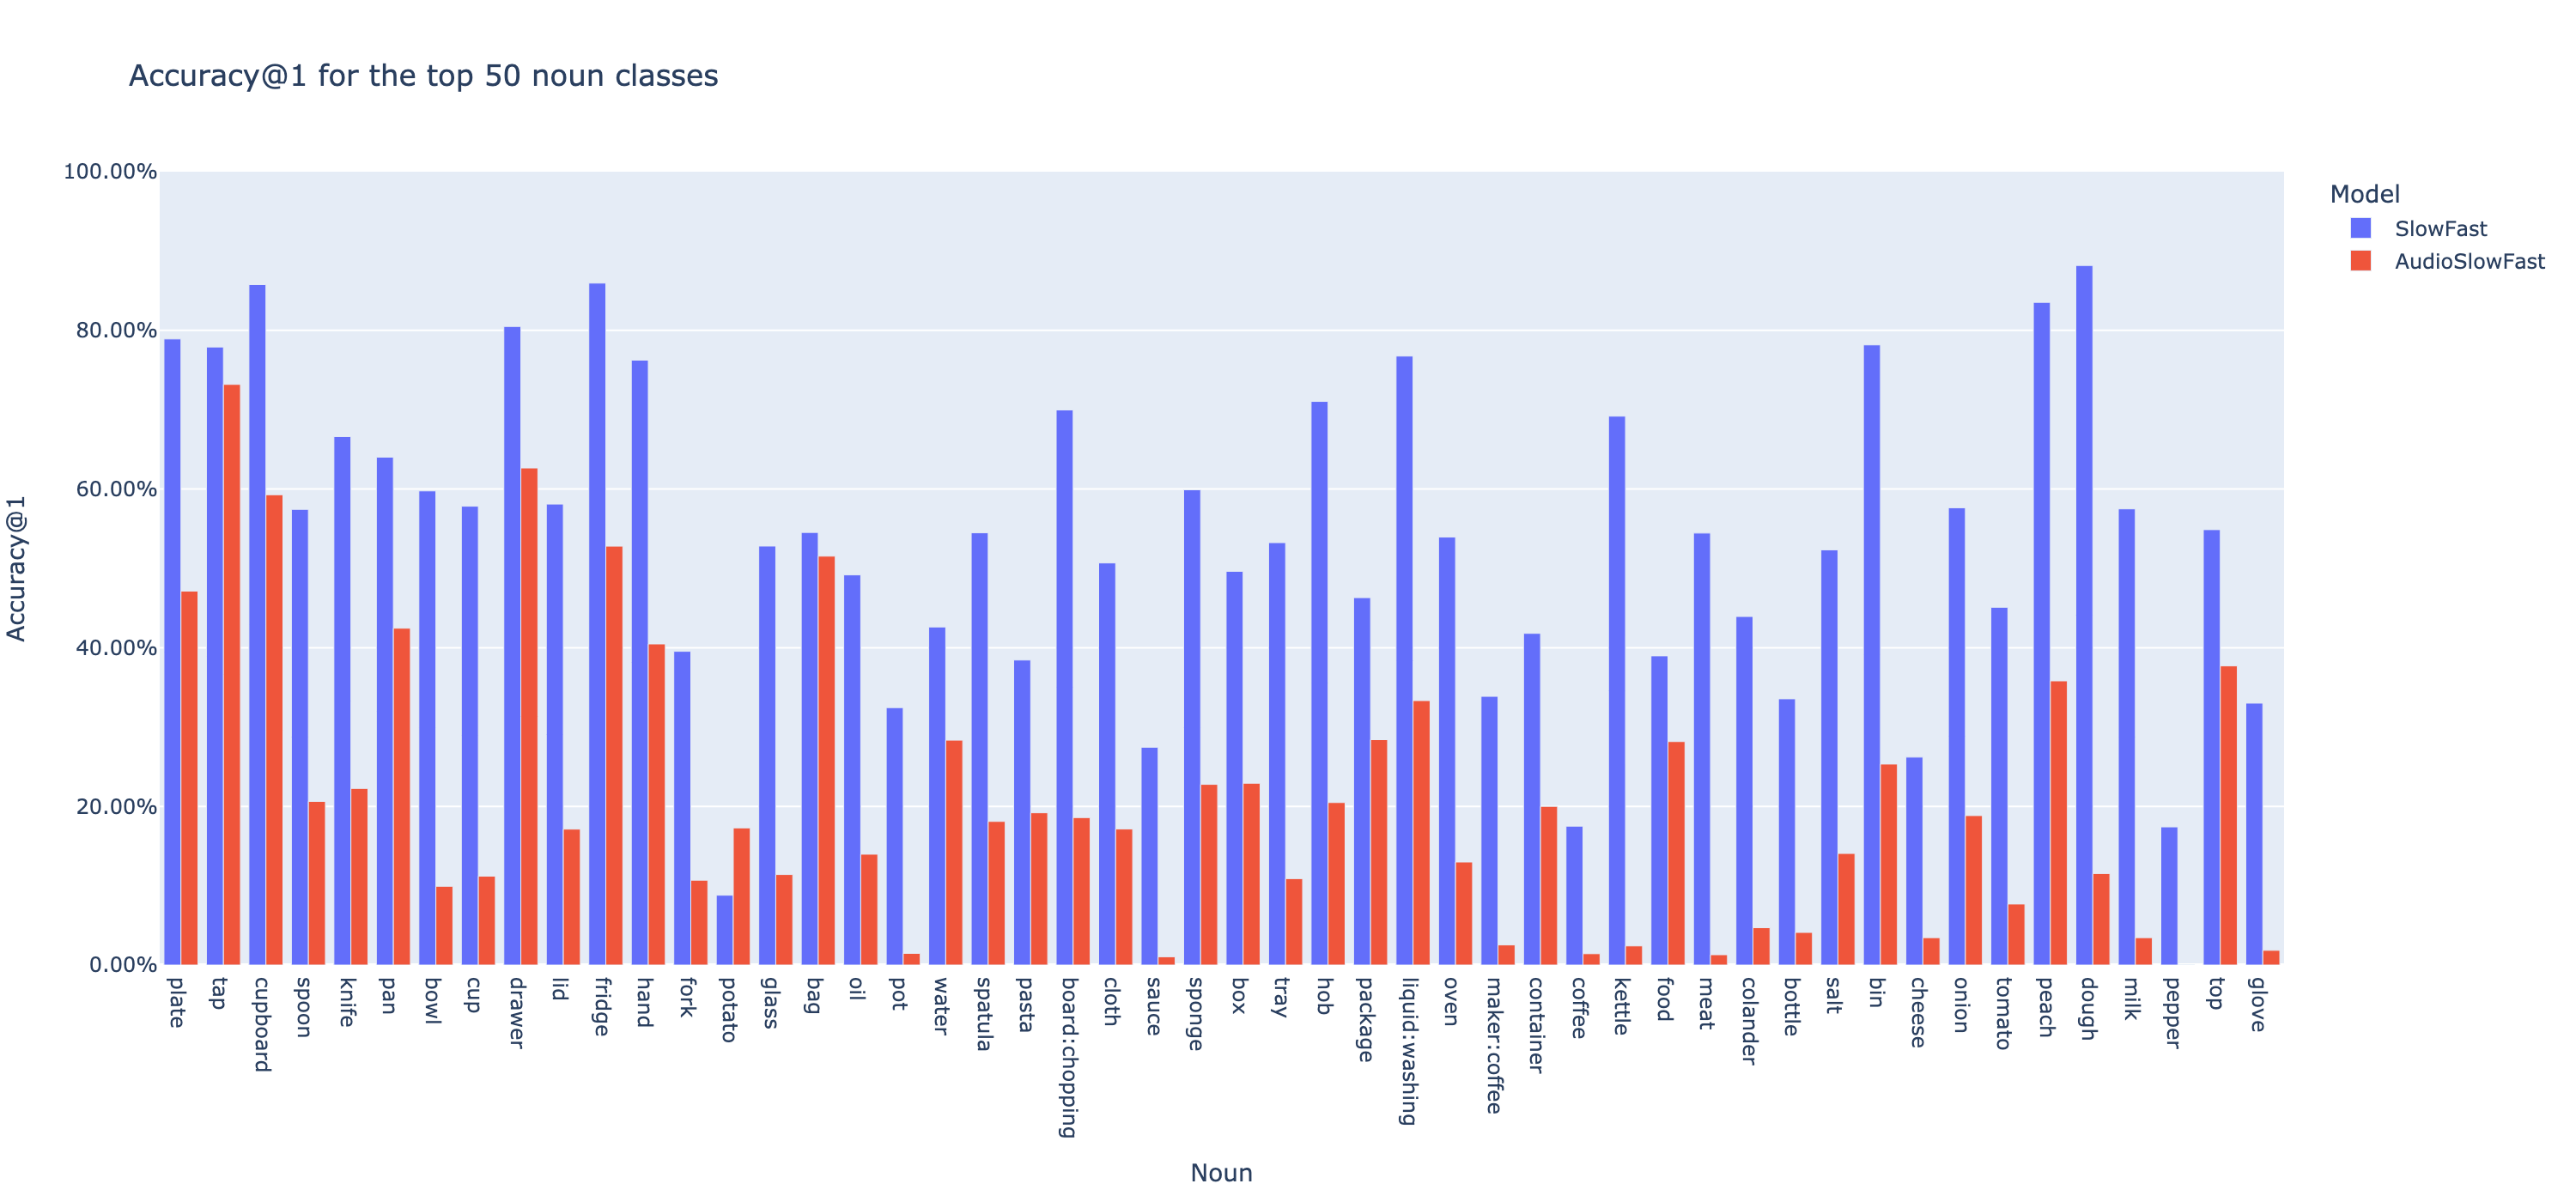 Accuracy@1 for the top 50 noun classes
100.00%
80.00%
60.00%
40.00%
20.00%
0.00%
Accuracy@1
Model
SlowFast
AudioSlowFast
plate
tap
cupboard
spoon
knife
pan
bowl
cup
drawer
lid
fridge
hand
fork
potato
glass
bag
oil
pot
water
spatula
pasta
board:chopping
cloth
sauce
sponge
box
tray
hob
package
liquid:washing
oven
maker:coffee
container
coffee
kettle
food
meat
colander
bottle
salt
bin
cheese
onion
tomato
peach
dough
milk
pepper
top
glove
Noun